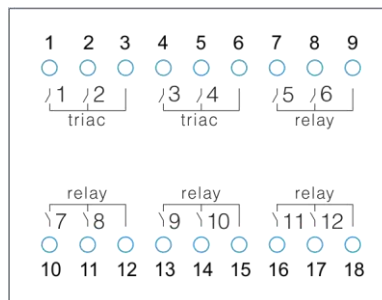 1 2 3 4 5 6 7 8 9
1 2 3 4 5 6
triac triac relay
relay relay relay
7 8 9 10 11 12
10 11 12 13 14 15 16 17 18